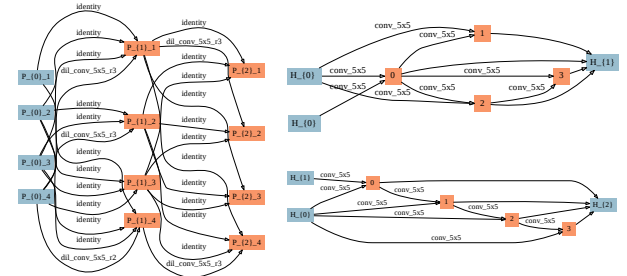 identity
identity
identity
identity
P_{1}_1
dil_conv_5x5_r3
identity
P_{0}_1
dil_conv_5x5_r3
P_{2}_1
identity
identity
P_{0}_2
identity
P_{1}_2
identity
P_{2}_2
dil_conv_5x5_r3
identity
identity
P_{0}_3
identity
identity
P_{1}_3
P_{0}_4
identity
P_{2}_3
identity
identity
identity
P_{1}_4
identity
P_{2}_4
identity
identity
dil_conv_5x5_r2
dil_conv_5x5_r3
conv_5x5
1
conv_5x5
H_{1}
H_{0}
conv_5x5
0
conv_5x5
3
conv_5x5
conv_5x5
conv_5x5
conv_5x5
2
H_{0}
H_{1}
conv_5x5
0
conv_5x5
conv_5x5
conv_5x5
1
H_{2}
H_{0}
conv_5x5
conv_5x5
2
conv_5x5
3
conv_5x5